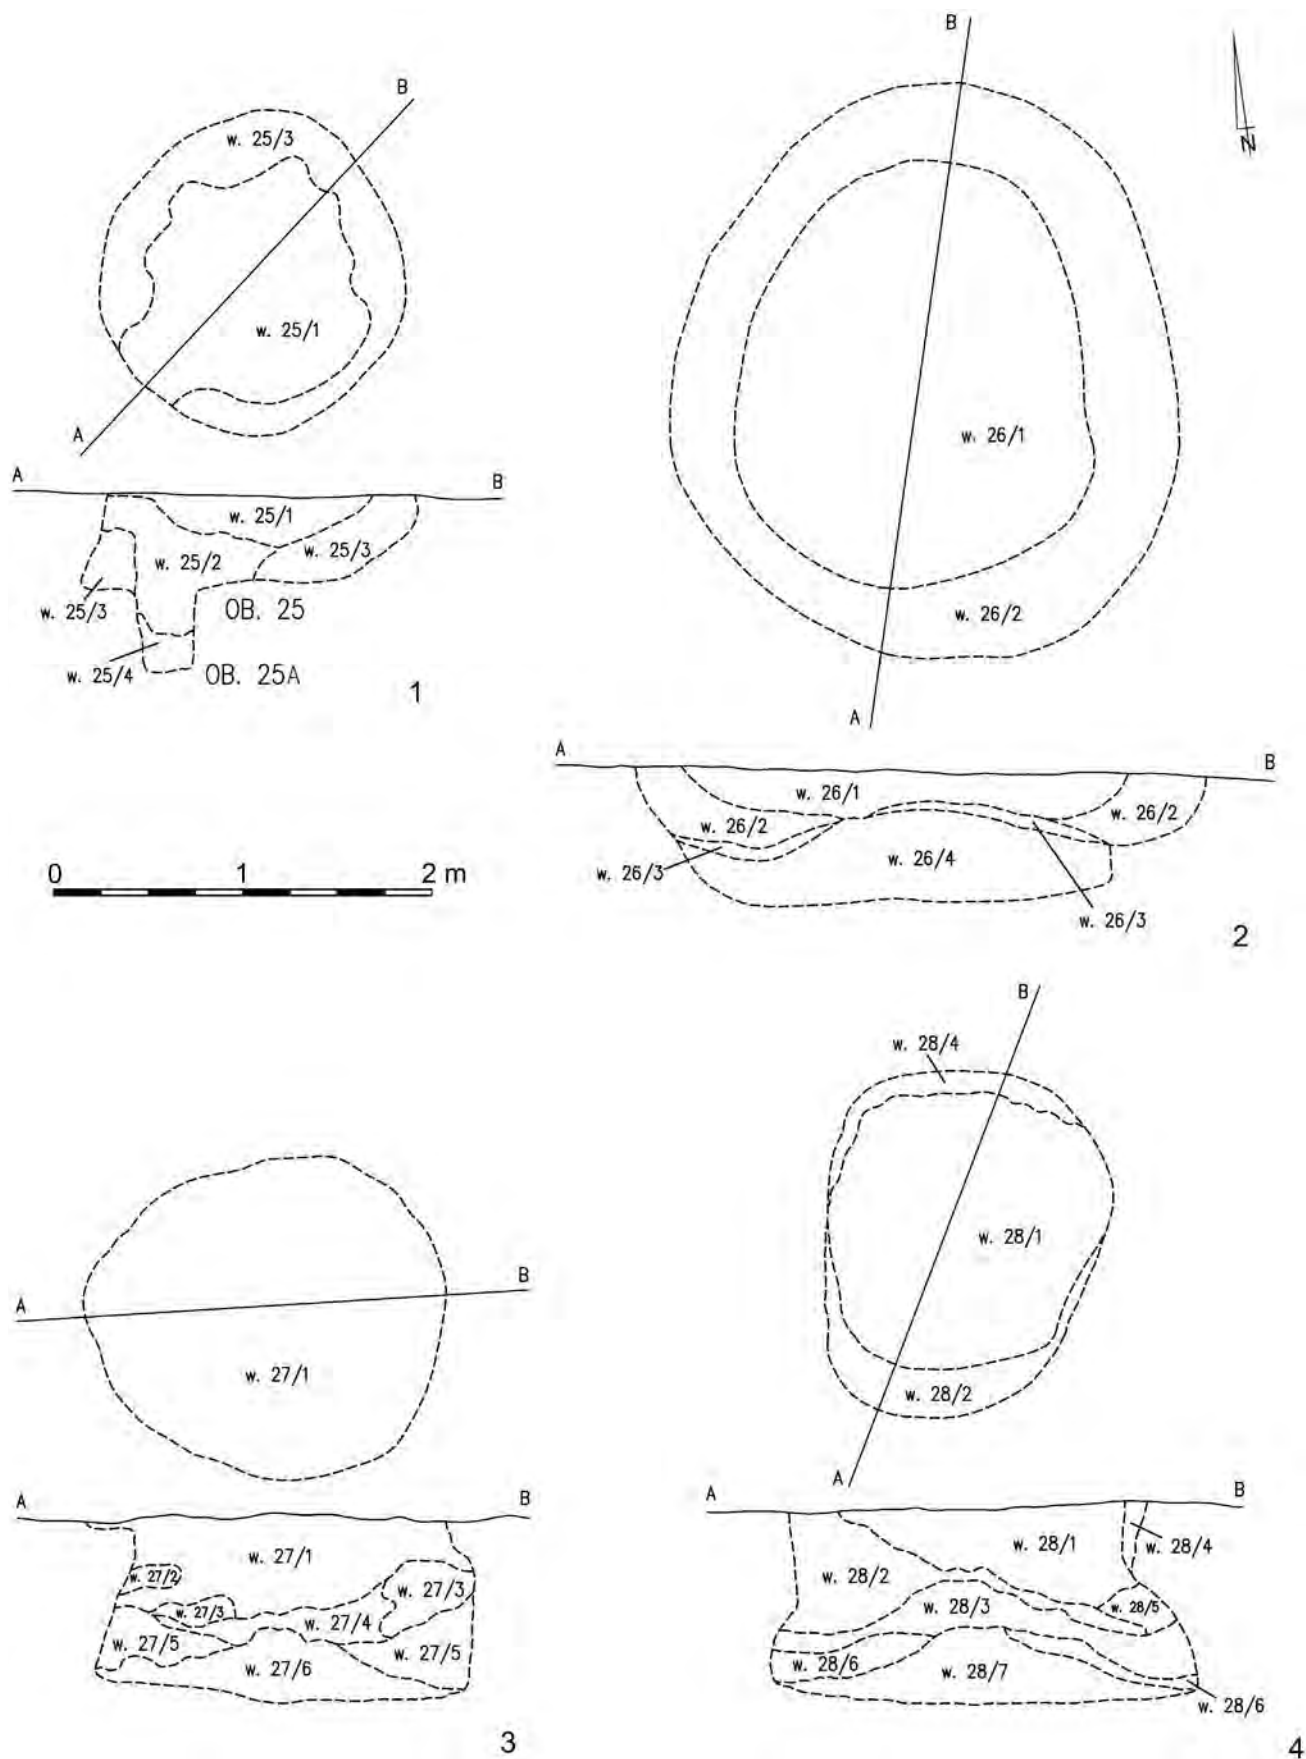 B
w. 25/3
w. 25/1
A
A
B
w. 25/1
w. 25/2
w. 25/3
w. 25/3
OB. 25
w. 25/4
OB. 25A
1
B
N
w. 26/1
w. 26/2
A
A
B
w. 26/1
w. 26/2
w. 26/2
w. 26/3
w. 26/4
w. 26/3
2
0 1 2 m
A
B
w. 27/1
A
B
w. 27/1
w. 27/2
w. 27/3
w. 27/3
w. 27/4
w. 27/5
w. 27/5
w. 27/6
3
B
w. 28/4
w. 28/1
w. 28/2
A
A
B
w. 28/1
w. 28/4
w. 28/2
w. 28/3
w. 28/5
w. 28/6
w. 28/7
w. 28/6
4